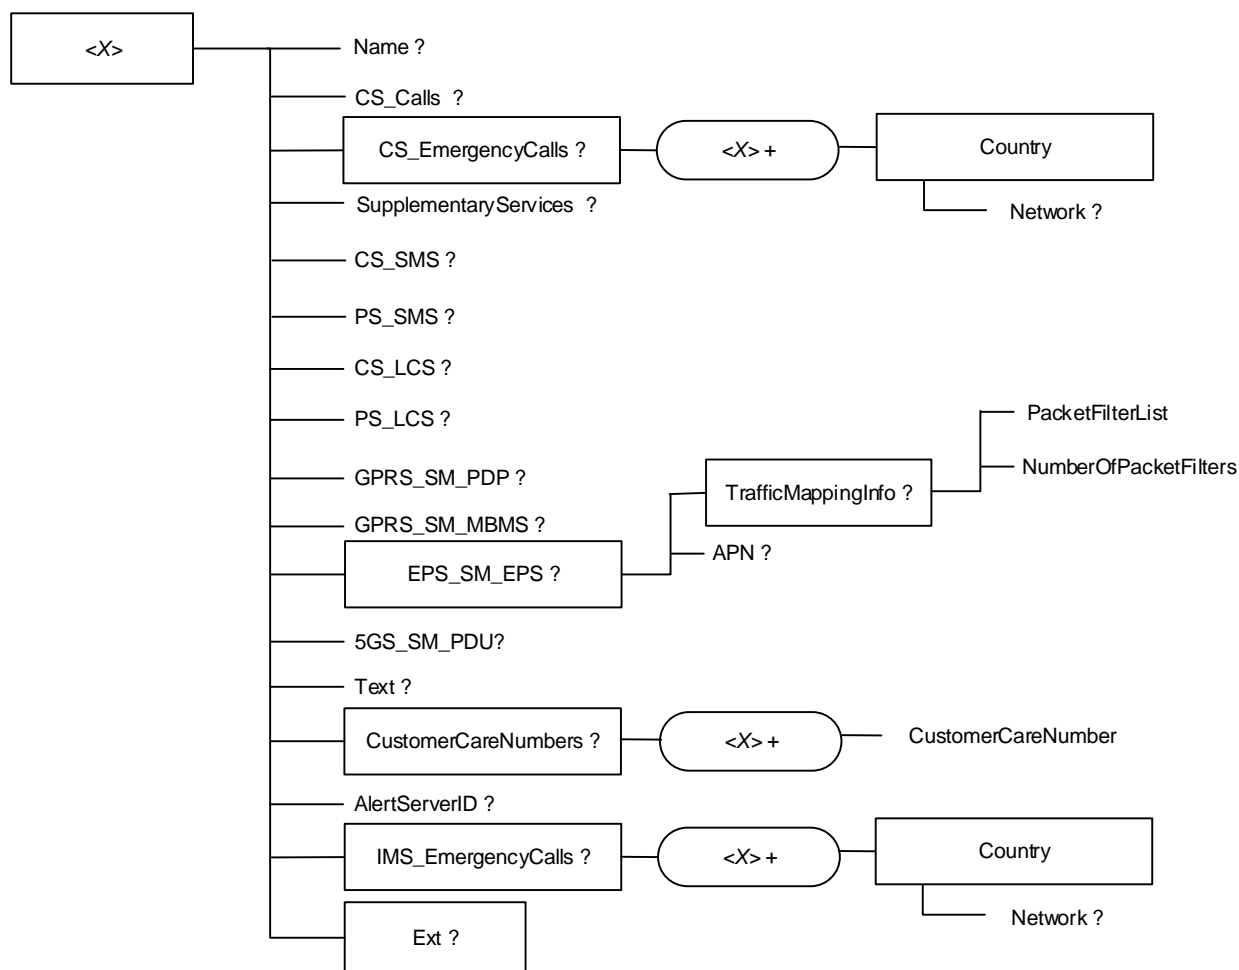 <X>
Name ?
CS_Calls ?
CS_EmergencyCalls ?
<X> +
Country
Network ?
SupplementaryServices ?
CS_SMS ?
PS_SMS ?
CS_LCS ?
PS_LCS ?
GPRS_SM_PDP ?
GPRS_SM_MBMS ?
EPS_SM_EPS ?
TrafficMappingInfo ?
PacketFilterList
NumberOfPacketFilters
APN ?
5GS_SM_PDU?
Text ?
CustomerCareNumbers ?
<X> +
CustomerCareNumber
AlertServerID ?
IMS_EmergencyCalls ?
<X> +
Country
Network ?
Ext ?